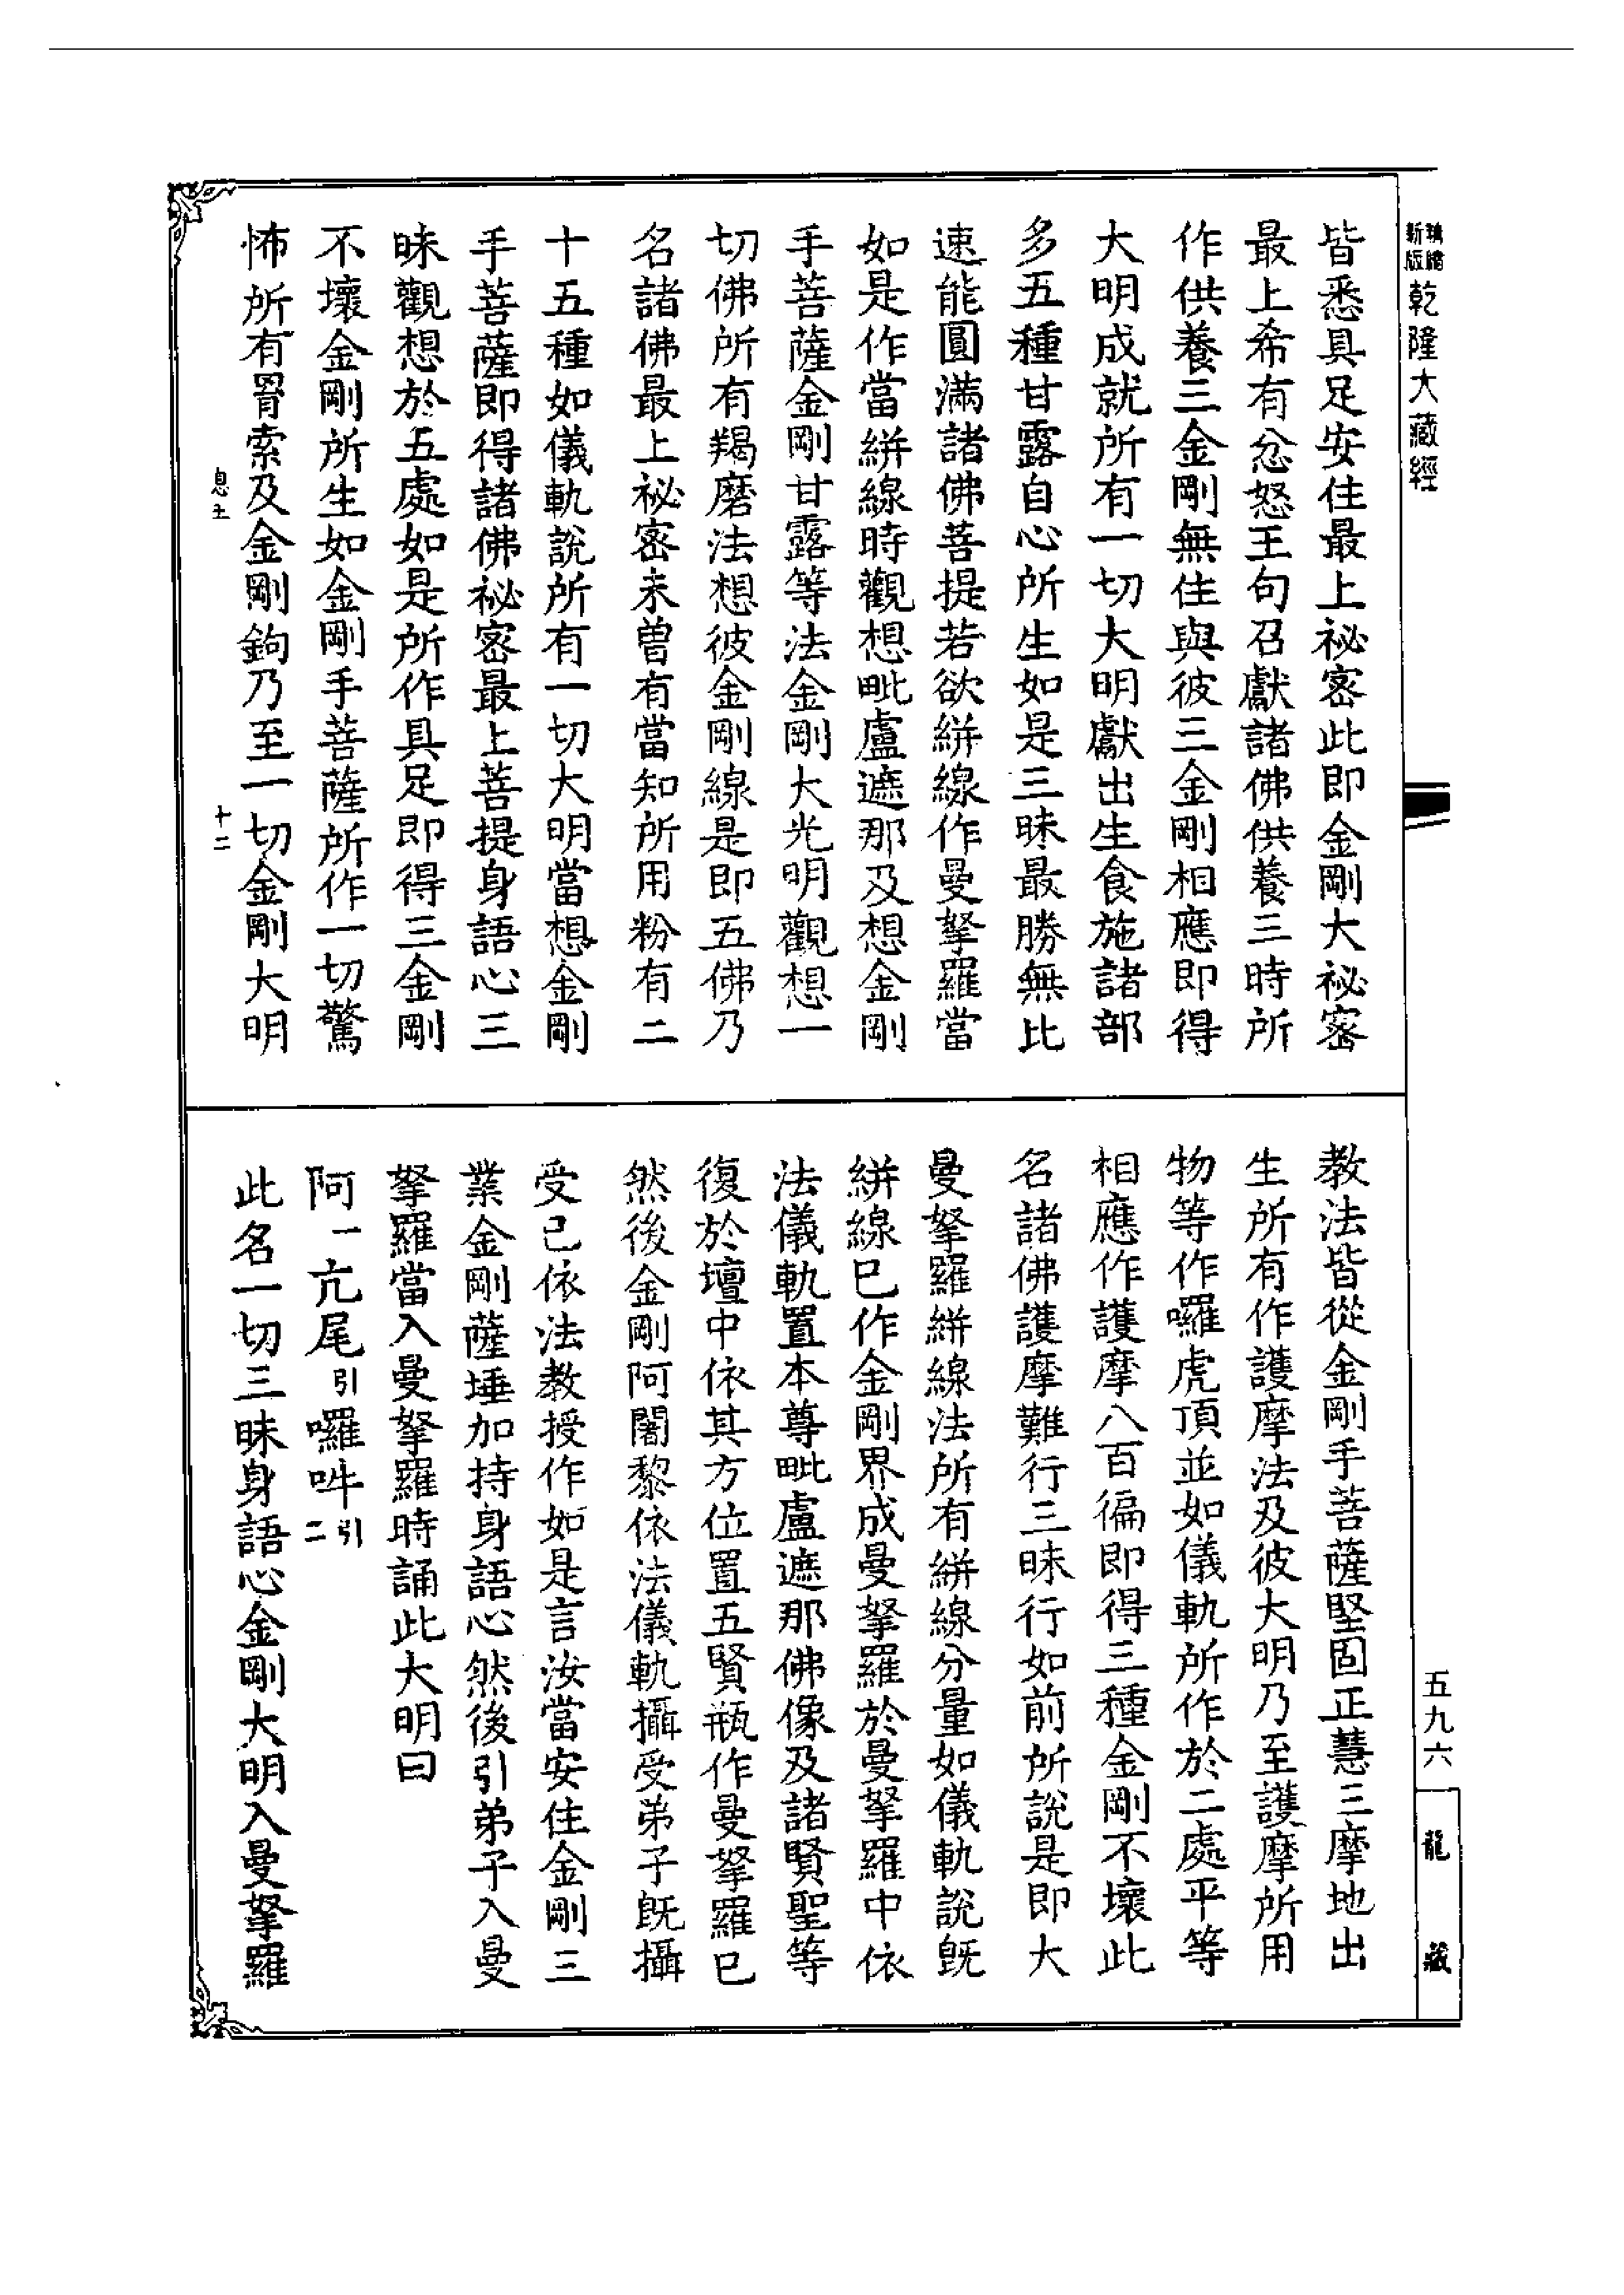 新版
乾隆大藏經
皆悉具足安住最上祕密此即金剛大祕密
最上希有忿怒王句召獻諸佛供養三時所
作供養三金剛無住與彼三金剛相應即得
大明成就所有一切大明獻出生食施諸部
多五種甘露自心所生如是三昧最勝無比
速能圓滿諸佛菩提若欲絣線作曼拏羅當
如是作當絣線時觀想毗盧遮那及想金剛
手菩薩金剛甘露等法金剛大光明觀想一
切佛所有羯磨法想彼金剛線是即五佛乃
名諸佛最上祕密未曾有當知所用粉有二
十五種如儀軌說所有一切大明當想金剛
手菩薩即得諸佛祕密最上菩提身語心三
昧觀想於五處如是所作具足即得三金剛
不壞金剛所生如金剛手菩薩所作一切驚
怖所有罥索及金剛鉤乃至一切金剛大明
十二
教法皆從金剛手菩薩堅固正慧三摩地出
生所有作護摩法及彼大明乃至護摩所用
物等作囉虎頂並如儀軌所作於二處平等
相應作護摩八百徧即得三種金剛不壞此
名諸佛護摩難行三昧行如前所說是即大
曼拏羅絣線法所有絣線分量如儀軌說既
絣線已作金剛界成曼拏羅於曼拏羅中依
法儀軌置本尊毗盧遮那佛像及諸賢聖等
復於壇中依其方位置五賢瓶作曼拏羅已
然後金剛阿闍黎依法儀軌攝受弟子既攝
受已依法教授作如是言汝當安住金剛三
業金剛薩埵加持身語心然後引弟子入曼
拏羅當入曼拏羅時誦此大明曰
阿一亢尾引囉吽引二
此名一切三昧身語心金剛大明入曼拏羅
五九六
龍藏